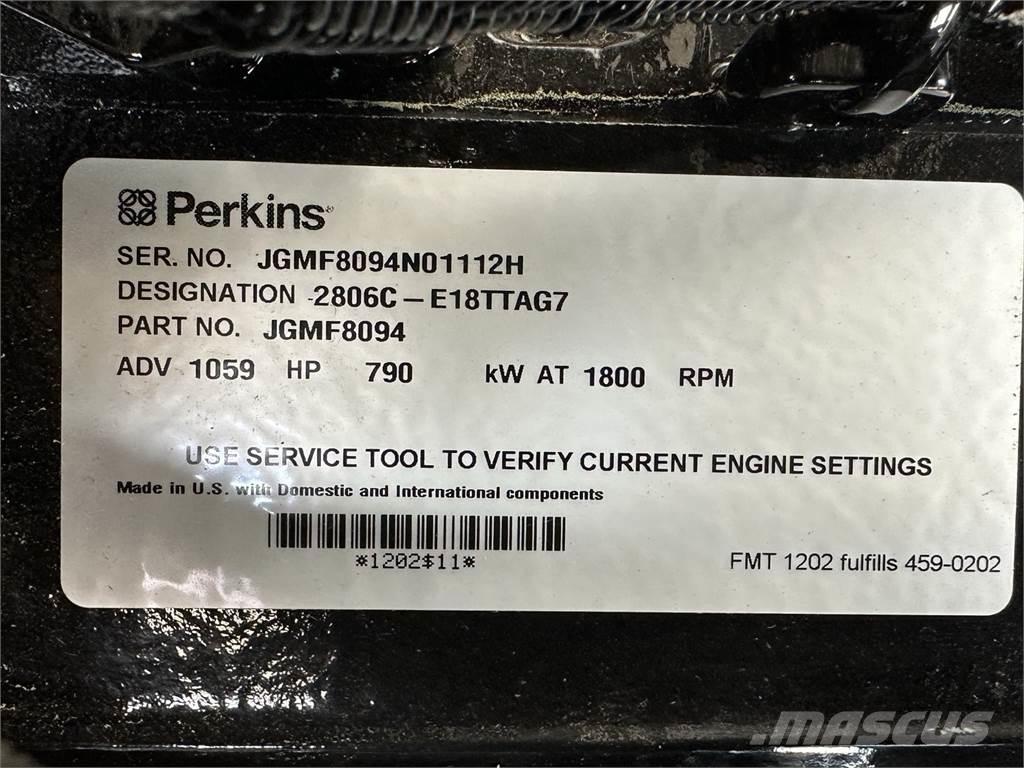 Perkins
SER. NO. JGMF8094N01112H
DESIGNATION 2806C-E18TTAG7
PART NO. JGMF8094
ADV 1059 HP 790 kW AT 1800 RPM
USE SERVICE TOOL TO VERIFY CURRENT ENGINE SETTINGS
Made in U.S. with Domestic and International components
*1202$11*
FMT 1202 fulfills 459-0202
MASCUS